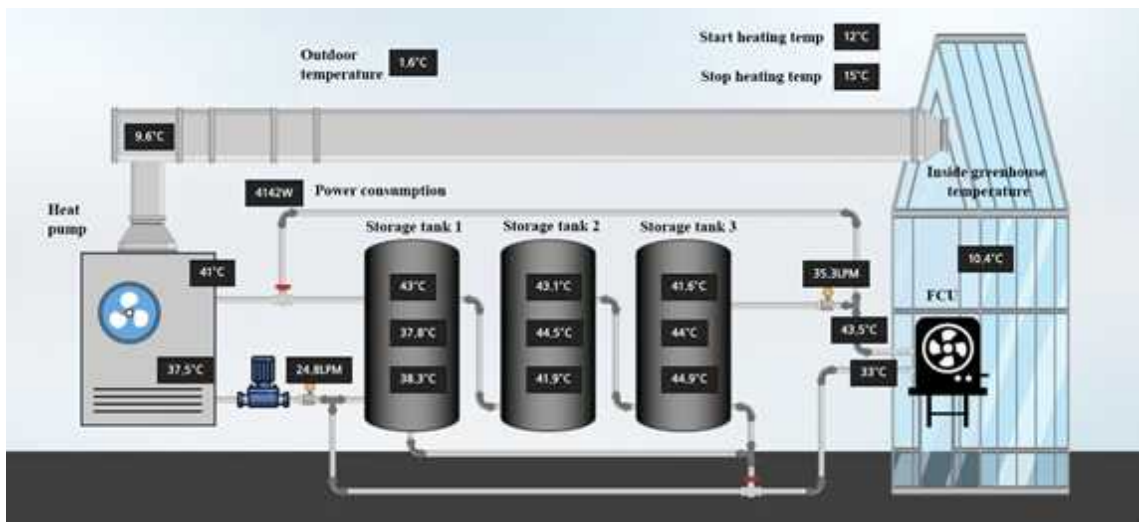 Start heating temp 12°C
Outdoor
temperature
1,6°C
Stop heating temp 15°C
9.6°C
4142W Power consumption
Inside greenhouse
temperature
Heat
pump
Storage tank 1 Storage tank 2 Storage tank 3
10,4°C
41°C
35.3LPM
43°C 43.1°C 41.6°C
FCU
37.8°C 44.5°C 44°C
43,5°C
37.5°C 24.8LPM 38.3°C 41.9°C 44.9°C 33°C